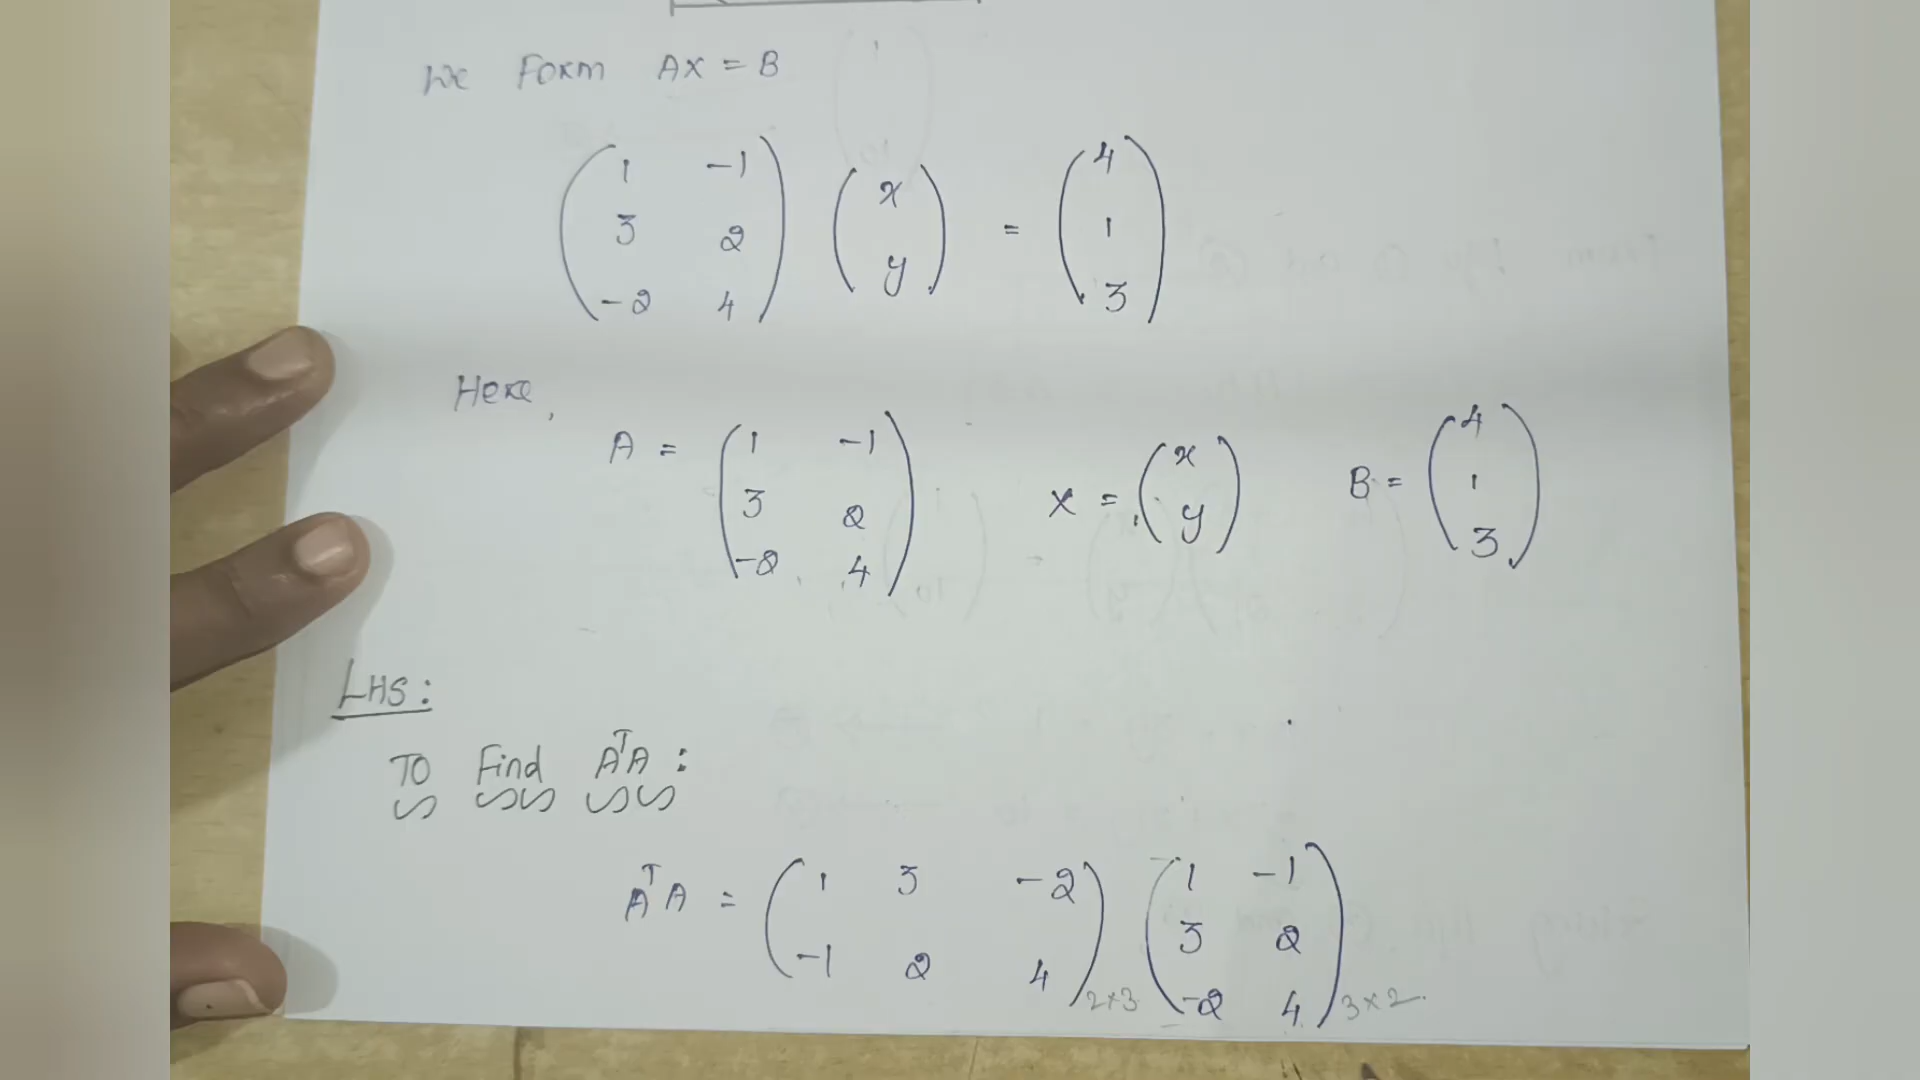 We Form AX = B
( 1 -1
3 2
-2 4 ) ( x
y ) = ( 4
1
3 )
Here,
A = ( 1 -1
3 2
-2 4 ) X = ( x
y ) B = ( 4
1
3 )
LHS:
To Find AᵀA :
AᵀA = ( 1 3 -2
-1 2 4 ) 2×3 ( 1 -1
3 2
-2 4 ) 3×2